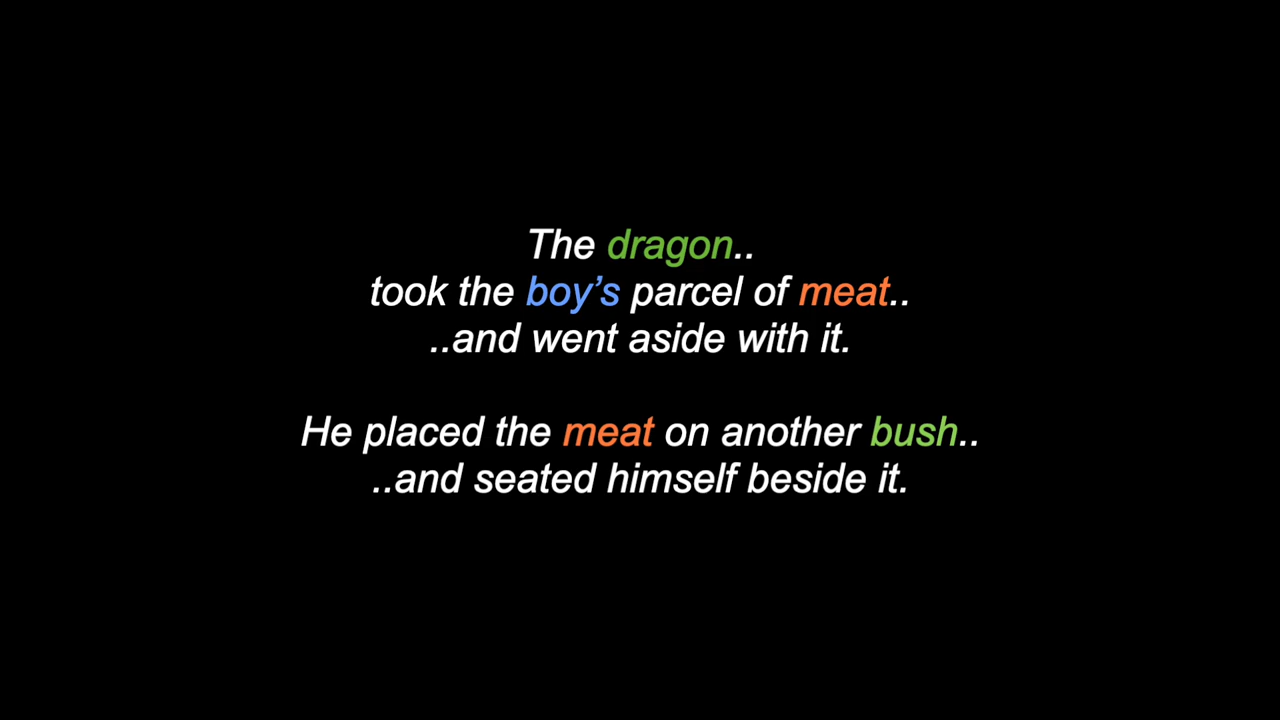 The dragon..
took the boy’s parcel of meat..
..and went aside with it.
He placed the meat on another bush..
..and seated himself beside it.